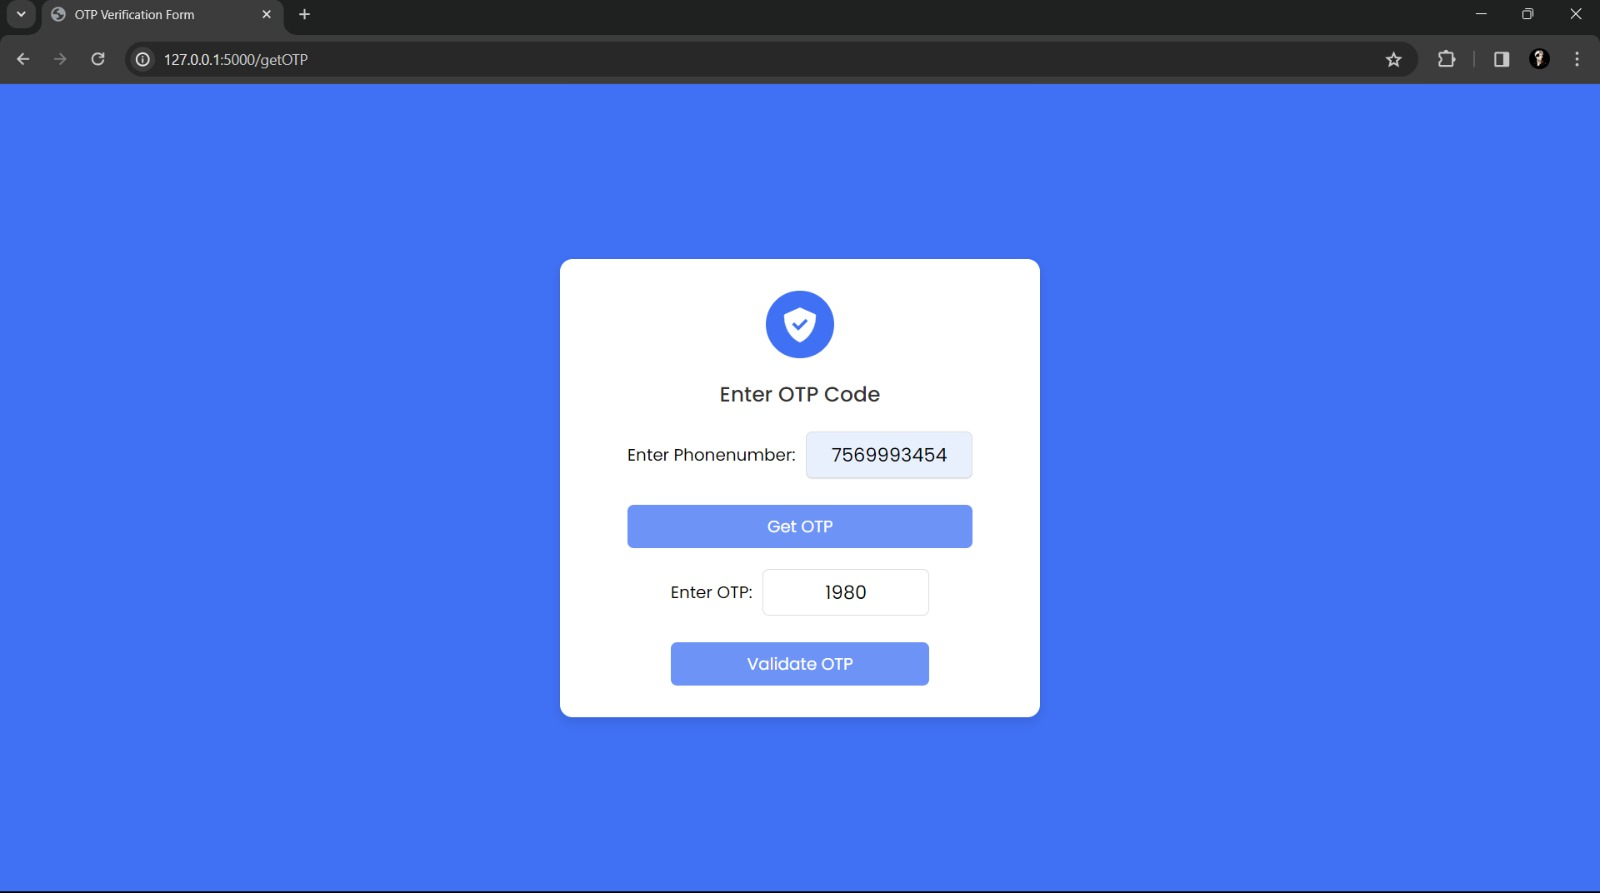 OTP Verification Form
127.0.0.1:5000/getOTP
Enter OTP Code
Enter Phonenumber: 7569993454
Get OTP
Enter OTP: 1980
Validate OTP